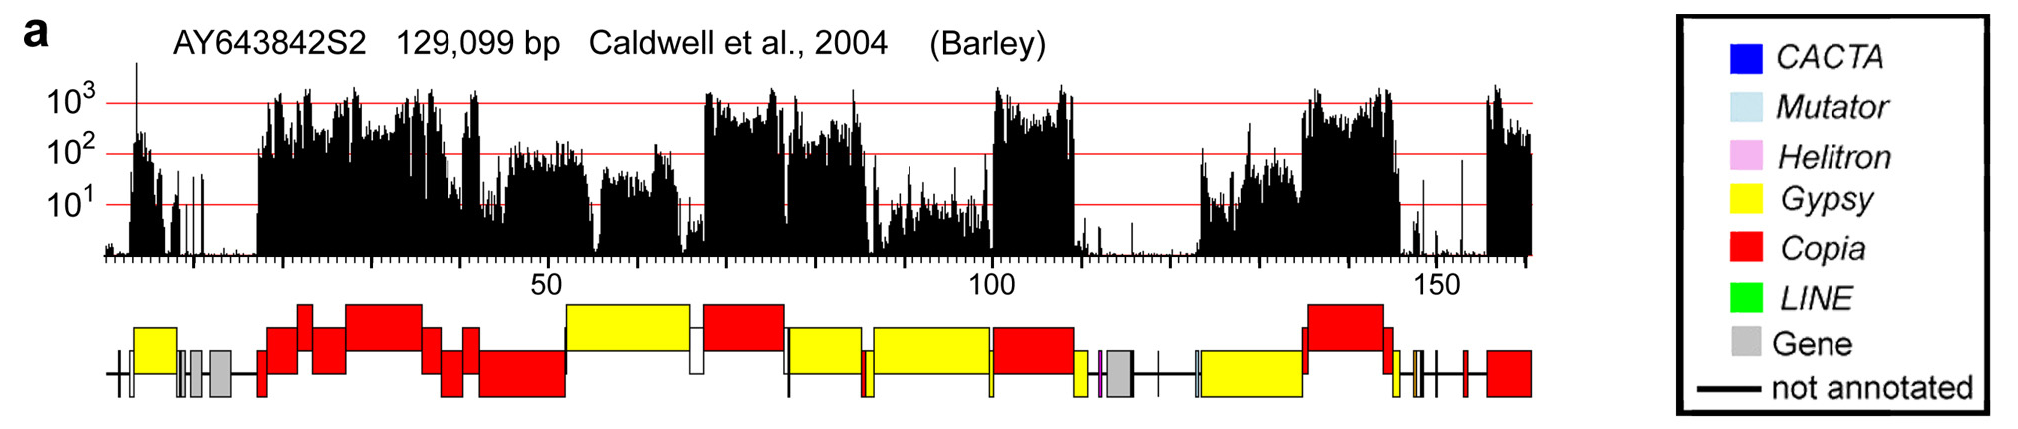 a
AY643842S2 129,099 bp Caldwell et al., 2004 (Barley)
10³
10²
10¹
50 100 150
CACTA
Mutator
Helitron
Gypsy
Copia
LINE
Gene
not annotated